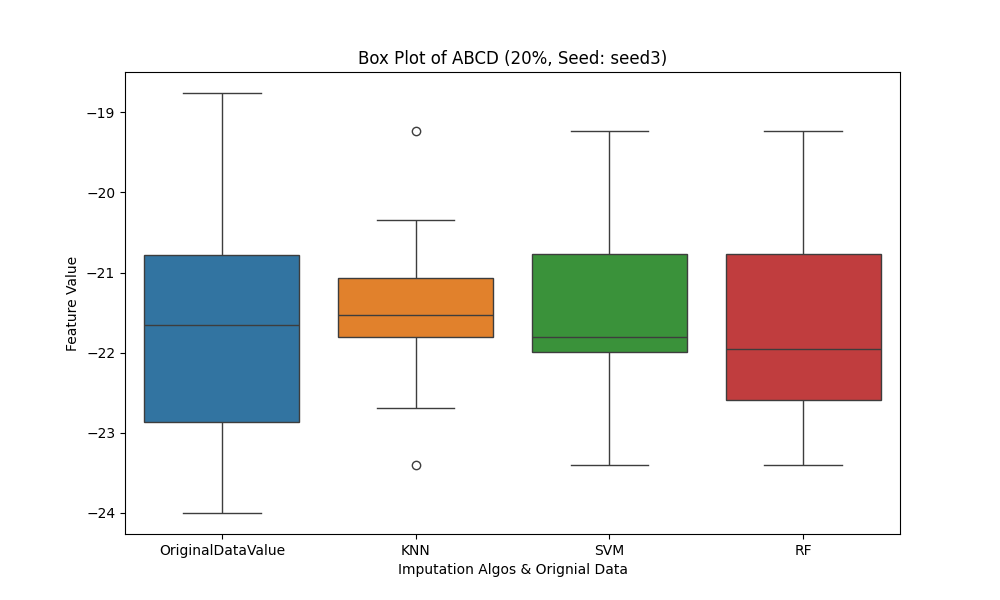 Box Plot of ABCD (20%, Seed: seed3)
Feature Value
−19
−20
−21
−22
−23
−24
OriginalDataValue
KNN
SVM
RF
Imputation Algos & Orignial Data